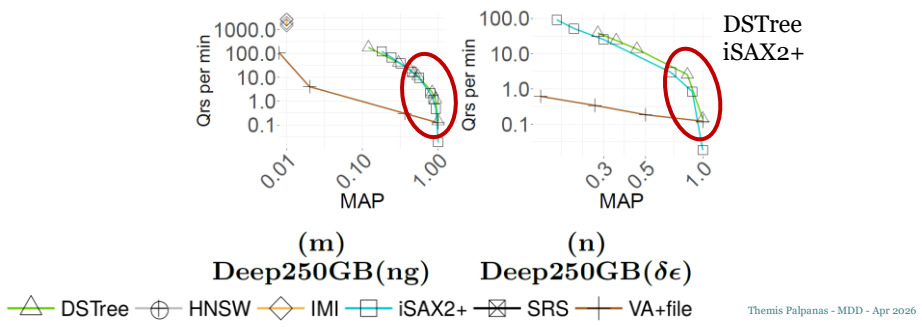 DSTree
iSAX2+
Qrs per min
1000.0
100.0
10.0
1.0
0.1
0.01
0.10
1.00
MAP
(m)
Deep250GB(ng)
Qrs per min
100.0
10.0
1.0
0.1
0.3
0.5
1.0
MAP
(n)
Deep250GB(δϵ)
DSTree HNSW IMI iSAX2+ SRS VA+file
Themis Palpanas - MDD - Apr 2026